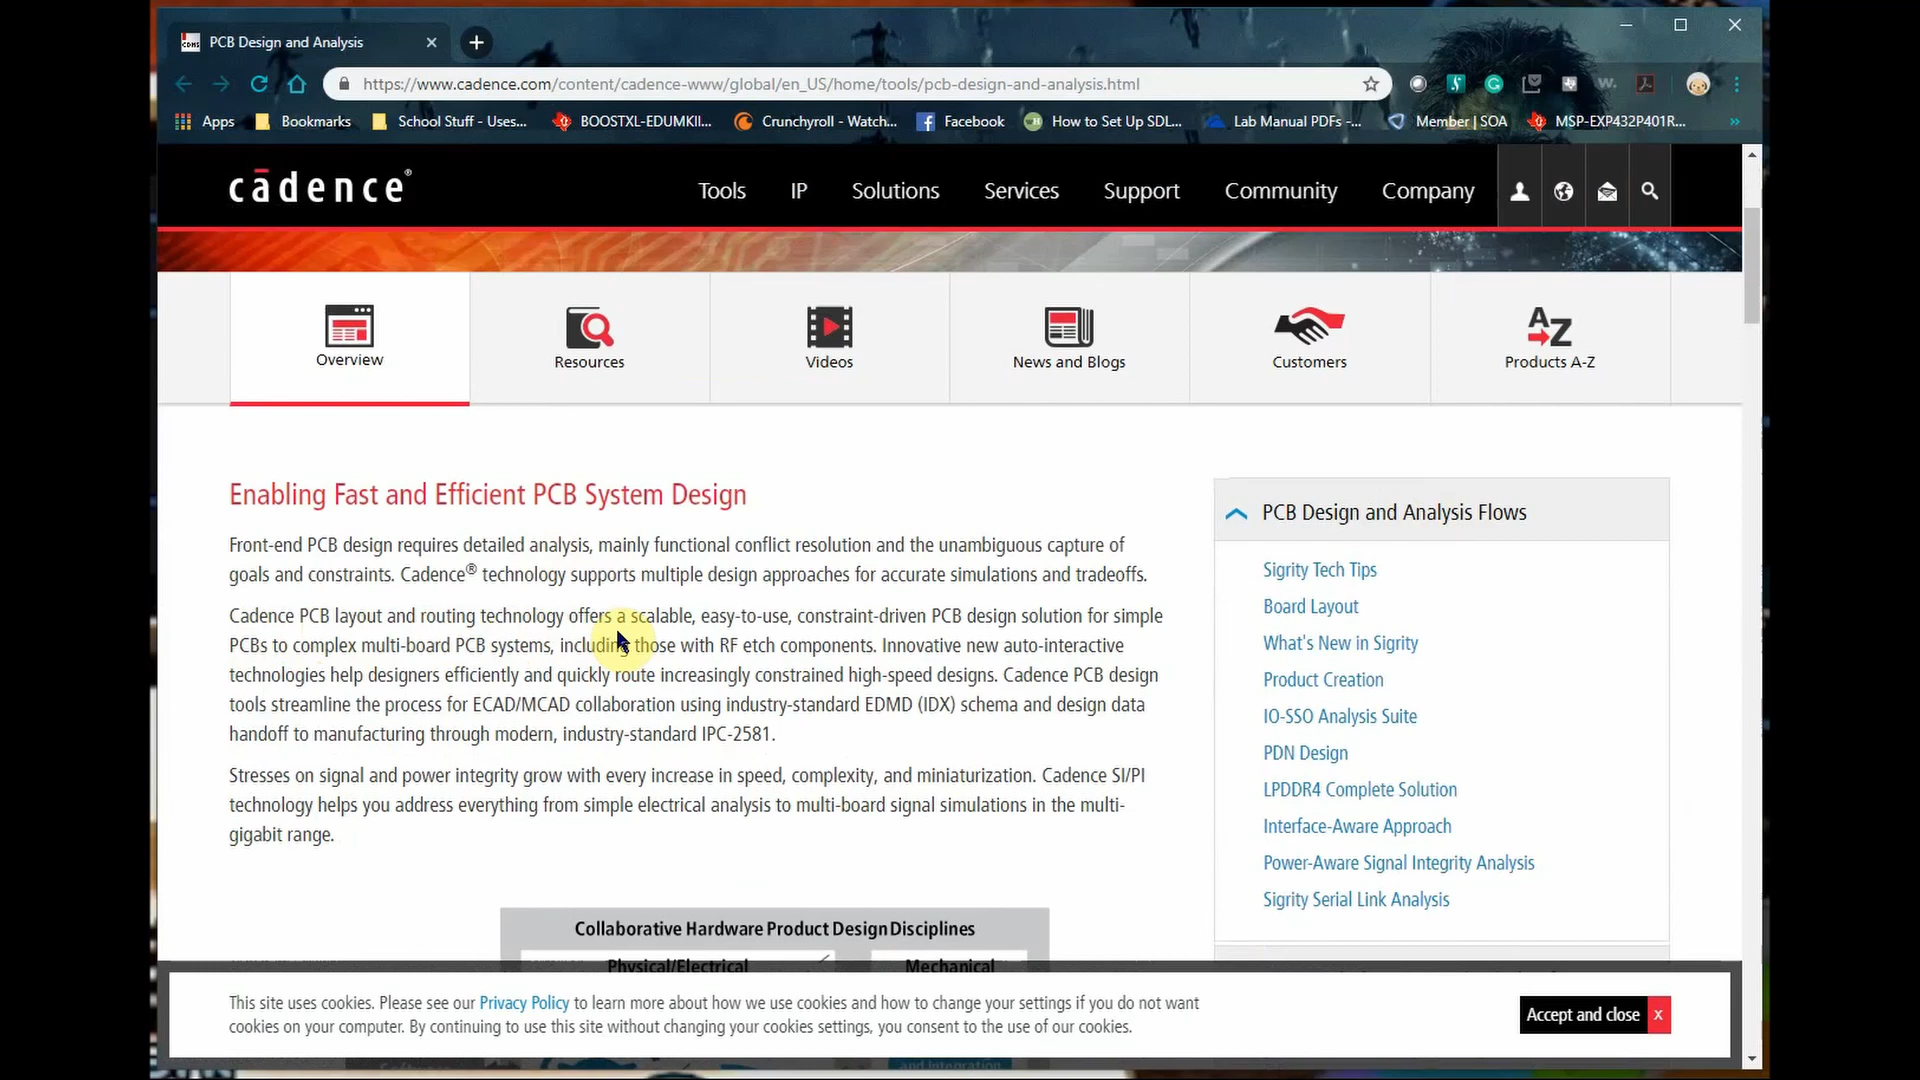 CDNS PCB Design and Analysis
https://www.cadence.com/content/cadence-www/global/en_US/home/tools/pcb-design-and-analysis.html
Apps Bookmarks School Stuff - Uses... BOOSTXL-EDUMKII... Crunchyroll - Watch... Facebook How to Set Up SDL... Lab Manual PDFs -... Member | SOA MSP-EXP432P401R... »
cādence®
Tools IP Solutions Services Support Community Company
Overview Resources Videos News and Blogs Customers Products A-Z
Enabling Fast and Efficient PCB System Design
Front-end PCB design requires detailed analysis, mainly functional conflict resolution and the unambiguous capture of
goals and constraints. Cadence® technology supports multiple design approaches for accurate simulations and tradeoffs.
Cadence PCB layout and routing technology offers a scalable, easy-to-use, constraint-driven PCB design solution for simple
PCBs to complex multi-board PCB systems, including those with RF etch components. Innovative new auto-interactive
technologies help designers efficiently and quickly route increasingly constrained high-speed designs. Cadence PCB design
tools streamline the process for ECAD/MCAD collaboration using industry-standard EDMD (IDX) schema and design data
handoff to manufacturing through modern, industry-standard IPC-2581.
Stresses on signal and power integrity grow with every increase in speed, complexity, and miniaturization. Cadence SI/PI
technology helps you address everything from simple electrical analysis to multi-board signal simulations in the multi-
gigabit range.
Collaborative Hardware Product Design Disciplines
Physical/Electrical Mechanical
PCB Design and Analysis Flows
Sigrity Tech Tips
Board Layout
What's New in Sigrity
Product Creation
IO-SSO Analysis Suite
PDN Design
LPDDR4 Complete Solution
Interface-Aware Approach
Power-Aware Signal Integrity Analysis
Sigrity Serial Link Analysis
This site uses cookies. Please see our Privacy Policy to learn more about how we use cookies and how to change your settings if you do not want
cookies on your computer. By continuing to use this site without changing your cookies settings, you consent to the use of our cookies.
Accept and close x
and Integration